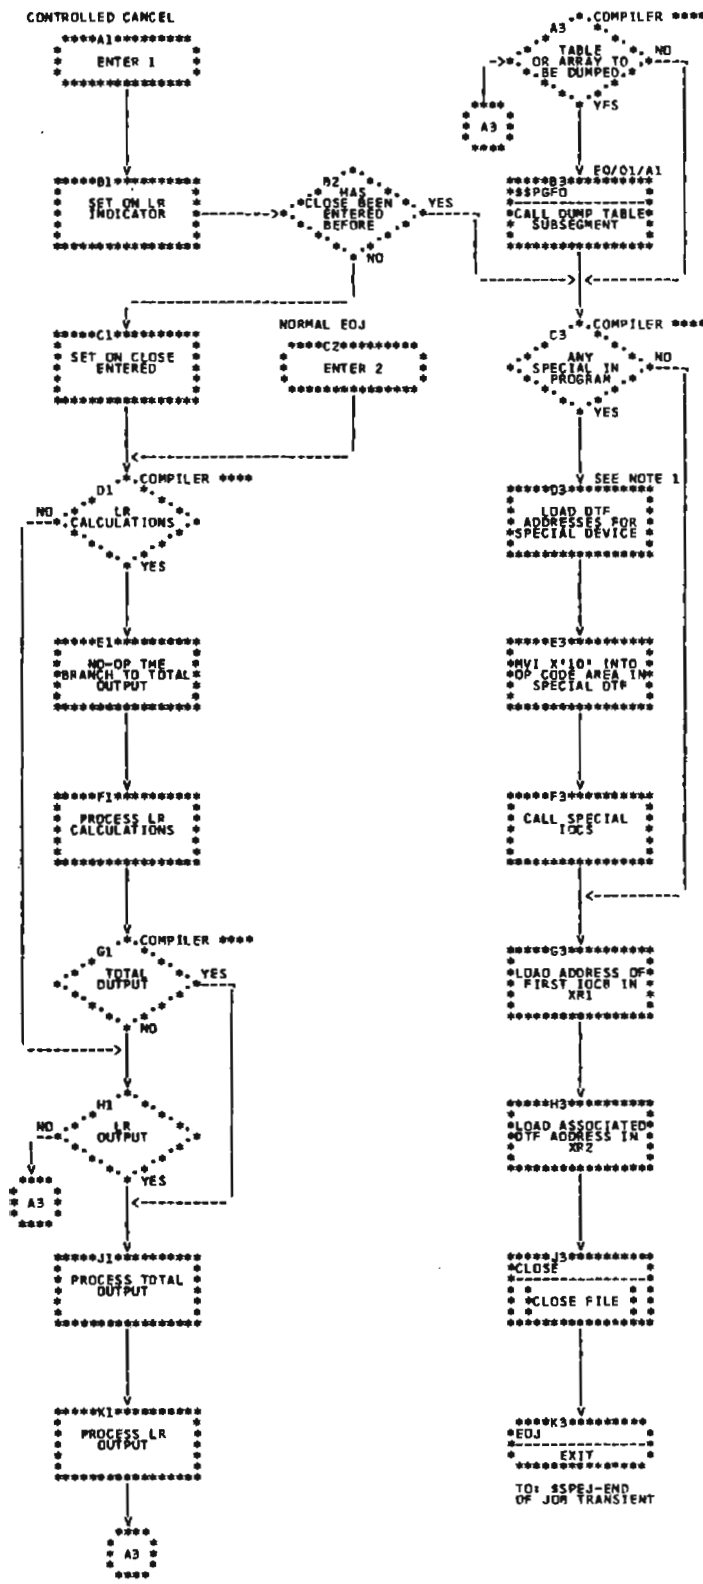 CONTROLLED CANCEL
A1
ENTER 1
B1
SET ON LR
INDICATOR
B2
HAS
CLOSE BEEN
ENTERED
BEFORE
YES
NO
C1
SET ON CLOSE
ENTERED
NORMAL EOJ
C2
ENTER 2
D1
COMPILER ****
LR
CALCULATIONS
NO
YES
E1
NO-OP THE
BRANCH TO TOTAL
OUTPUT
F1
PROCESS LR
CALCULATIONS
G1
COMPILER ****
TOTAL
OUTPUT
YES
NO
H1
LR
OUTPUT
NO
YES
A3
J1
PROCESS TOTAL
OUTPUT
K1
PROCESS LR
OUTPUT
A3
A3
COMPILER ****
TABLE
OR ARRAY TO
BE DUMPED
NO
YES
A3
EO/01/A1
B3
$SPGFO
CALL DUMP TABLE
SUBSEGMENT
C3
COMPILER ****
ANY
SPECIAL IN
PROGRAM
NO
YES
SEE NOTE 1
D3
LOAD DTF
ADDRESSES FOR
SPECIAL DEVICE
E3
MVI X'10' INTO
OP CODE AREA IN
SPECIAL DTF
F3
CALL SPECIAL
IOCS
G3
LOAD ADDRESS OF
FIRST IOCB IN
XR1
H3
LOAD ASSOCIATED
DTF ADDRESS IN
XR2
J3
CLOSE
CLOSE FILE
K3
EOJ
EXIT
TO: $SPEJ-END
OF JOB TRANSIENT